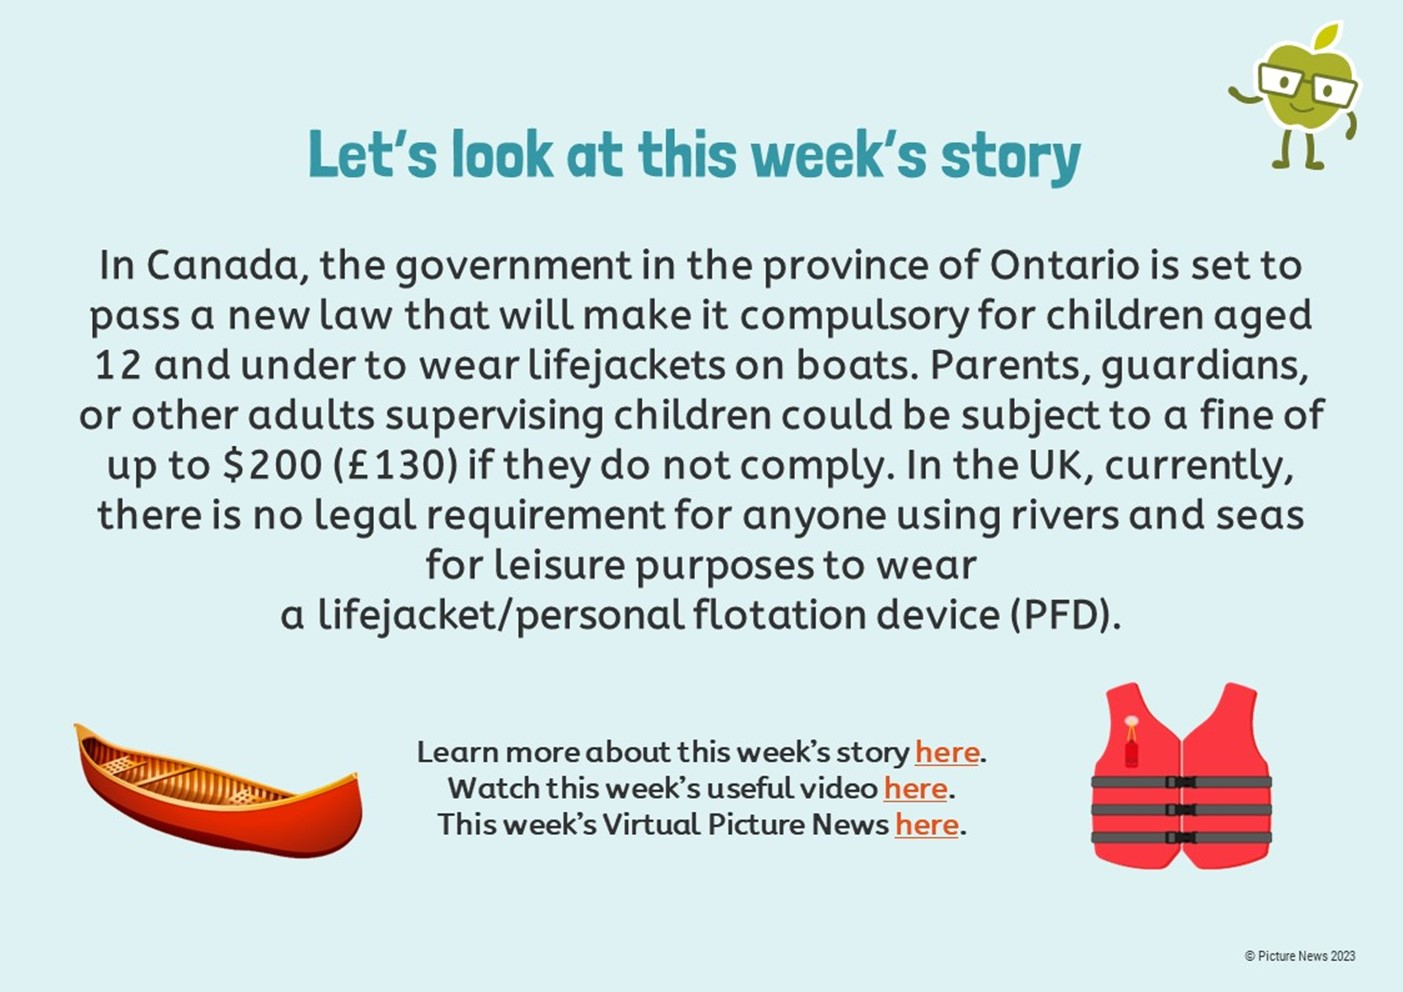 Let's look at this week's story
In Canada, the government in the province of Ontario is set to
pass a new law that will make it compulsory for children aged
12 and under to wear lifejackets on boats. Parents, guardians,
or other adults supervising children could be subject to a fine of
up to $200 (£130) if they do not comply. In the UK, currently,
there is no legal requirement for anyone using rivers and seas
for leisure purposes to wear
a lifejacket/personal flotation device (PFD).
Learn more about this week's story here.
Watch this week's useful video here.
This week's Virtual Picture News here.
© Picture News 2023